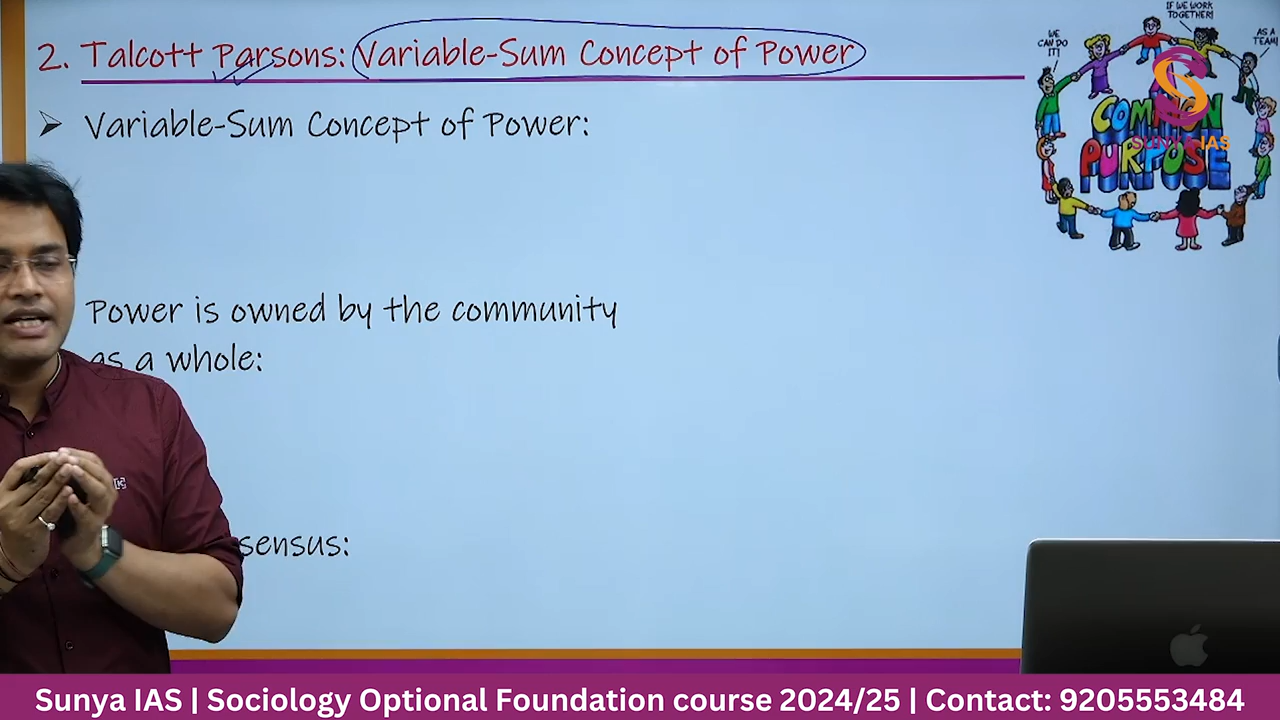 2. Talcott Parsons: Variable-Sum Concept of Power
➤ Variable-Sum Concept of Power:
Power is owned by the community
as a whole:
sensus:
WE
CAN DO
IT!
IF WE WORK
TOGETHER!
AS A
TEAM!
COMMON
PURPOSE
SUNYA IAS
Sunya IAS | Sociology Optional Foundation course 2024/25 | Contact: 9205553484